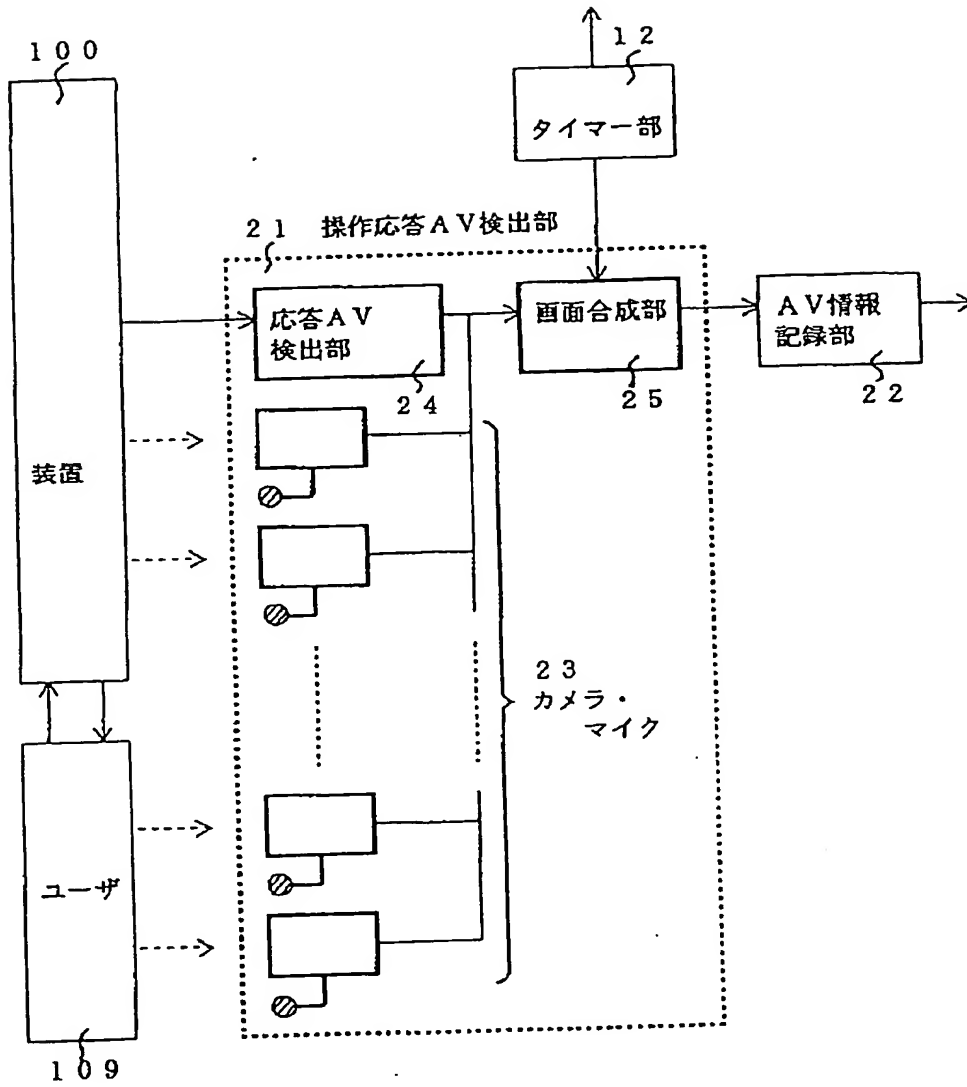 100
12
タイマー部
21 操作応答AV検出部
応答AV
検出部
24
画面合成部
25
AV情報
記録部
22
装置
23
カメラ・
マイク
ユーザ
109